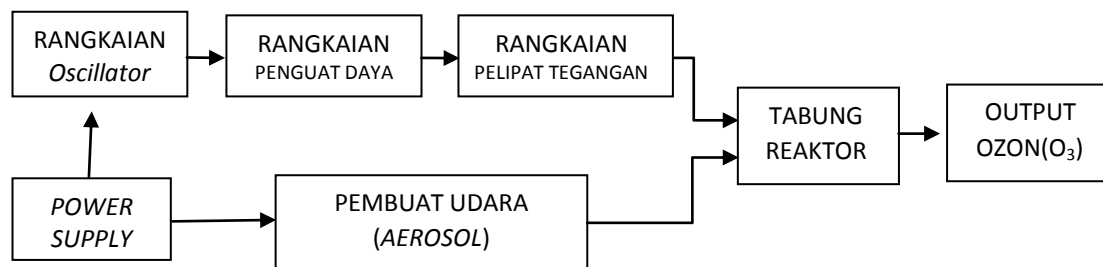 RANGKAIAN
Oscillator
RANGKAIAN
PENGUAT DAYA
RANGKAIAN
PELIPAT TEGANGAN
TABUNG
REAKTOR
OUTPUT
OZON(O₃)
POWER
SUPPLY
PEMBUAT UDARA
(AEROSOL)